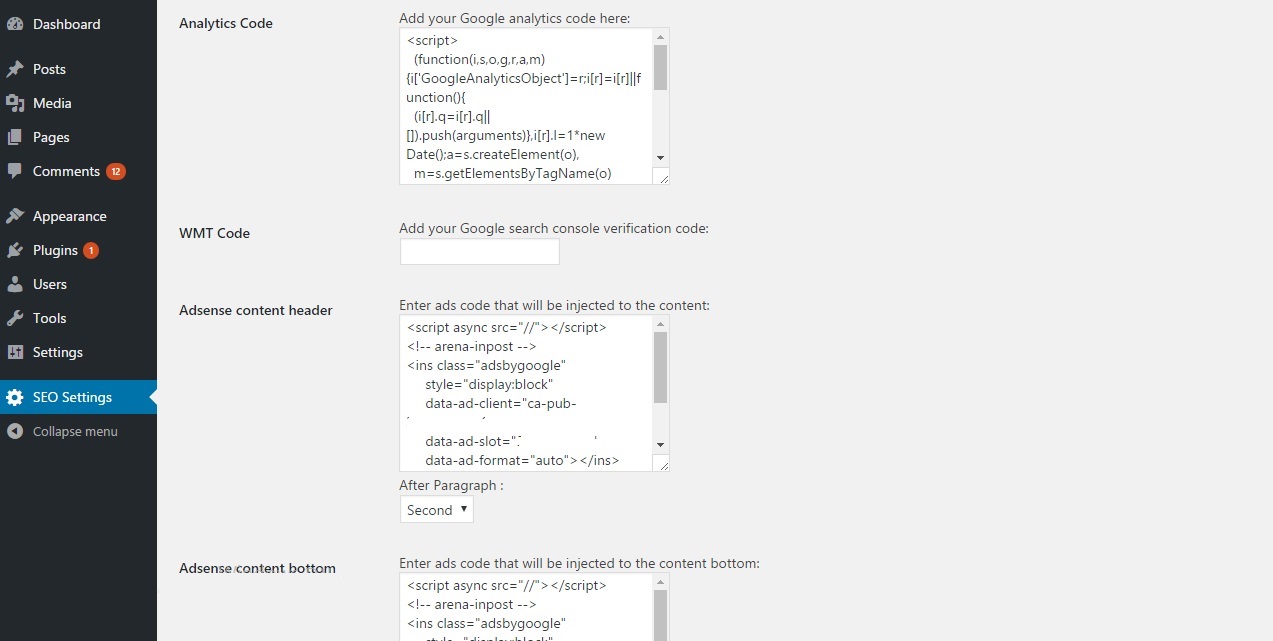 Dashboard
Posts
Media
Pages
Comments 12
Appearance
Plugins 1
Users
Tools
Settings
SEO Settings
Collapse menu
Analytics Code
Add your Google analytics code here:
<script>
(function(i,s,o,g,r,a,m)
{i['GoogleAnalyticsObject']=r;i[r]=i[r]||f
unction(){
(i[r].q=i[r].q||
[]).push(arguments)},i[r].l=1*new
Date();a=s.createElement(o),
m=s.getElementsByTagName(o)
WMT Code
Add your Google search console verification code:
Adsense content header
Enter ads code that will be injected to the content:
<script async src="//"></script>
<!-- arena-inpost -->
<ins class="adsbygoogle"
style="display:block"
data-ad-client="ca-pub-
data-ad-slot="
data-ad-format="auto"></ins>
After Paragraph :
Second
Adsense content bottom
Enter ads code that will be injected to the content bottom:
<script async src="//"></script>
<!-- arena-inpost -->
<ins class="adsbygoogle"
style="display:block"